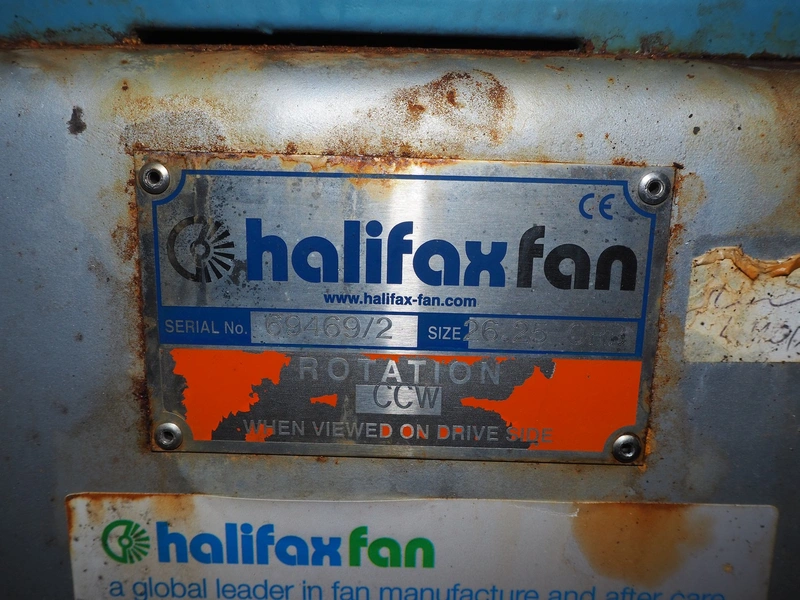 CE
halifax fan
www.halifax-fan.com
SERIAL No. 69469/2 SIZE
ROTATION
CCW
WHEN VIEWED ON DRIVE SIDE
halifax fan
a global leader in fan manufacture and after care